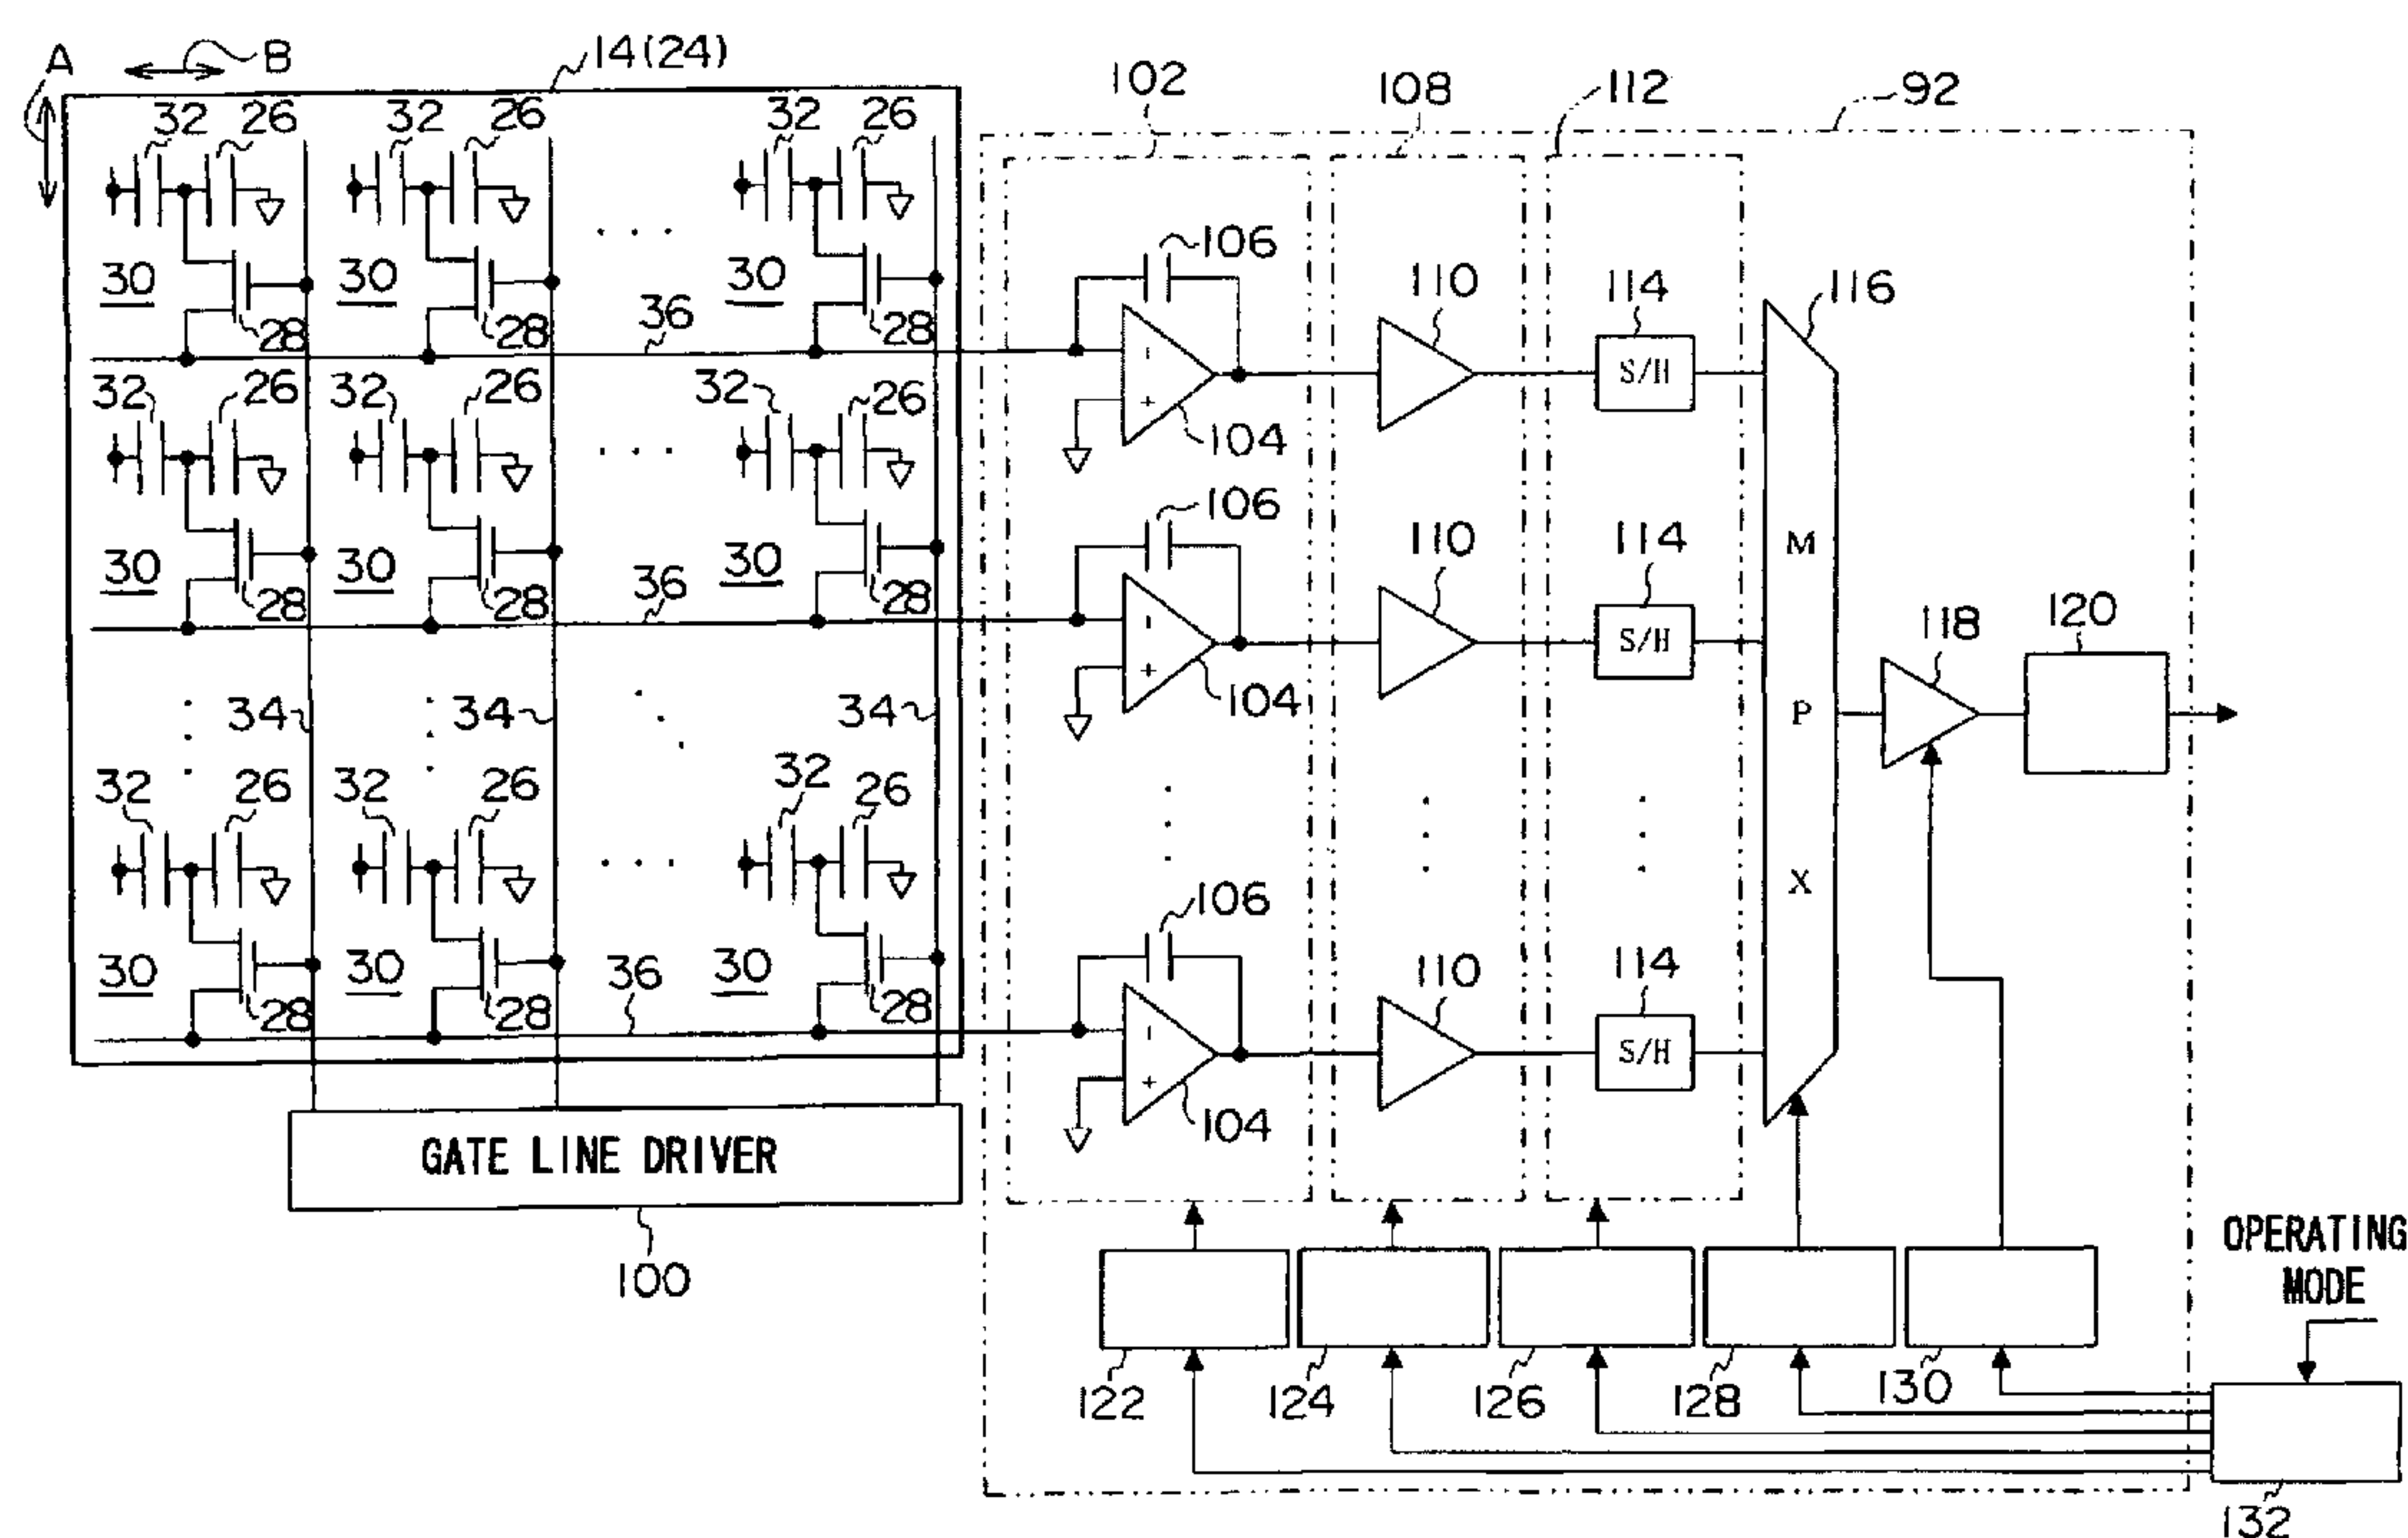 A B 14(24)
102 108 112 92
32 26 32 26 32 26
106 110 114 116
30 30 30
S/H
28 28 36 28
104
32 26 32 26 32 26
106 110 114
M
30 30 30
S/H
28 28 36 28
120
118
104
P
34 34 34
32 26 32 26 32 26
X
106 110 114
30 30 30
S/H
28 28 36 28
104
GATE LINE DRIVER
100
OPERATING
MODE
122 124 126 128 130
132
- + - + - +